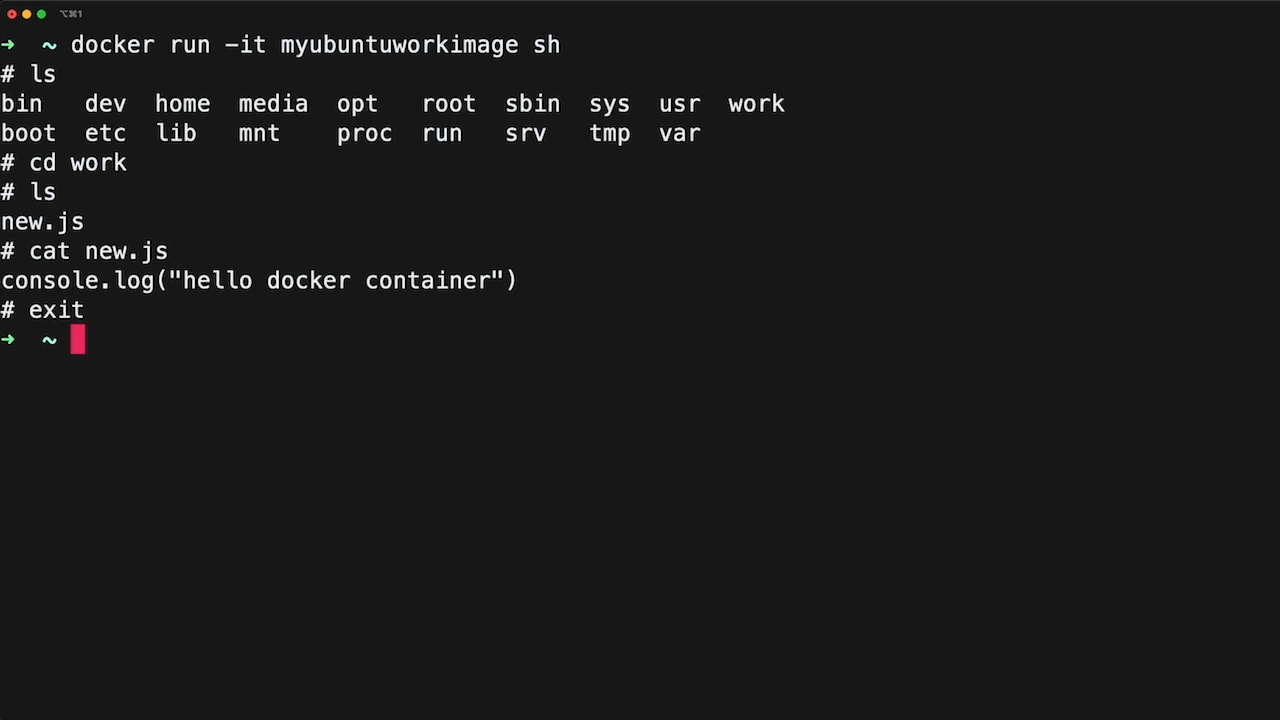 ⌥⌘1
➜  ~ docker run -it myubuntuworkimage sh
# ls
bin   dev  home  media  opt   root  sbin  sys  usr  work
boot  etc  lib   mnt    proc  run   srv   tmp  var
# cd work
# ls
new.js
# cat new.js
console.log("hello docker container")
# exit
➜  ~